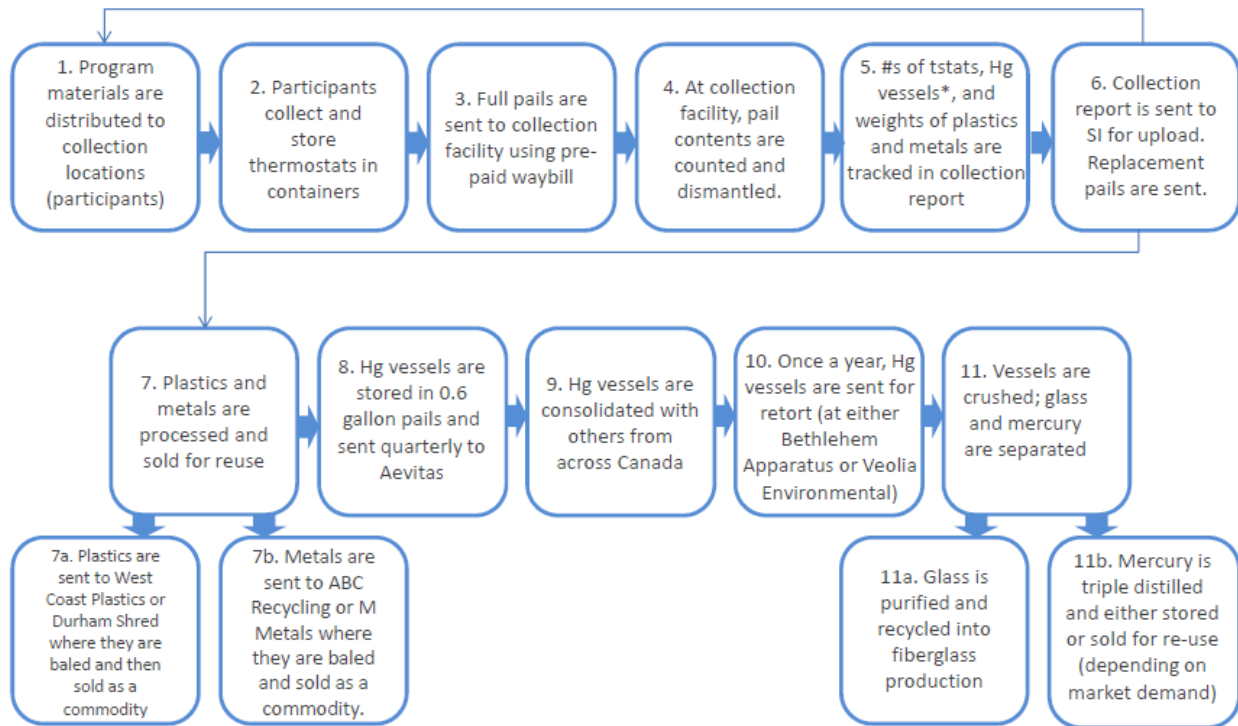 1. Program
materials are
distributed to
collection
locations
(participants)
2. Participants
collect and
store
thermostats in
containers
3. Full pails are
sent to collection
facility using pre-
paid waybill
4. At collection
facility, pail
contents are
counted and
dismantled.
5. #s of tstats, Hg
vessels*, and
weights of plastics
and metals are
tracked in collection
report
6. Collection
report is sent to
SI for upload.
Replacement
pails are sent.
7. Plastics and
metals are
processed and
sold for reuse
8. Hg vessels are
stored in 0.6
gallon pails and
sent quarterly to
Aevitas
9. Hg vessels are
consolidated with
others from
across Canada
10. Once a year, Hg
vessels are sent for
retort (at either
Bethlehem
Apparatus or Veolia
Environmental)
11. Vessels are
crushed; glass
and mercury
are separated
7a. Plastics are
sent to West
Coast Plastics or
Durham Shred
where they are
baled and then
sold as a
commodity
7b. Metals are
sent to ABC
Recycling or M
Metals where
they are baled
and sold as a
commodity.
11a. Glass is
purified and
recycled into
fiberglass
production
11b. Mercury is
triple distilled
and either stored
or sold for re-use
(depending on
market demand)